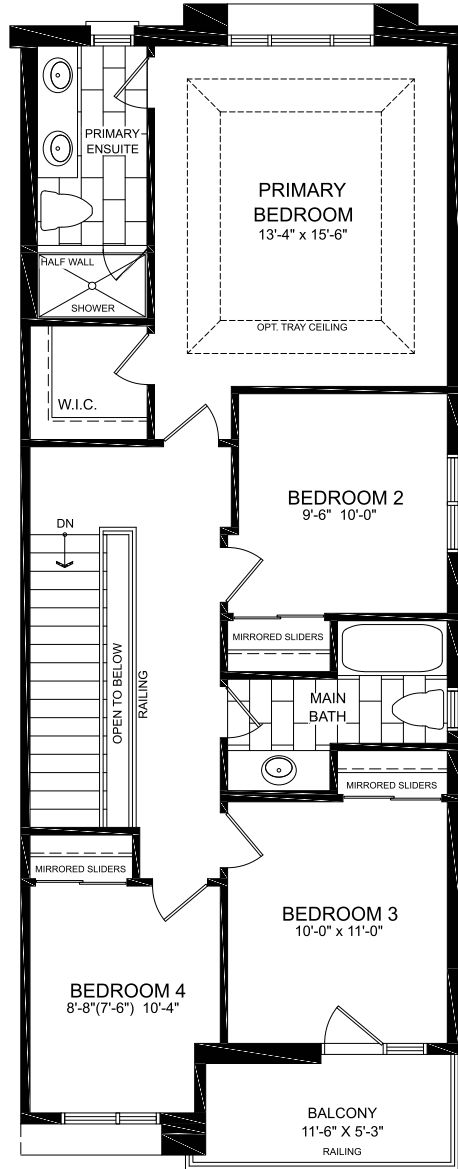 PRIMARY
ENSUITE
PRIMARY
BEDROOM
13'-4" x 15'-6"
HALF WALL
SHOWER
OPT. TRAY CEILING
W.I.C.
BEDROOM 2
9'-6" 10'-0"
DN
MIRRORED SLIDERS
OPEN TO BELOW
RAILING
MAIN
BATH
MIRRORED SLIDERS
MIRRORED SLIDERS
BEDROOM 3
10'-0" x 11'-0"
BEDROOM 4
8'-8"(7'-6") 10'-4"
BALCONY
11'-6" X 5'-3"
RAILING